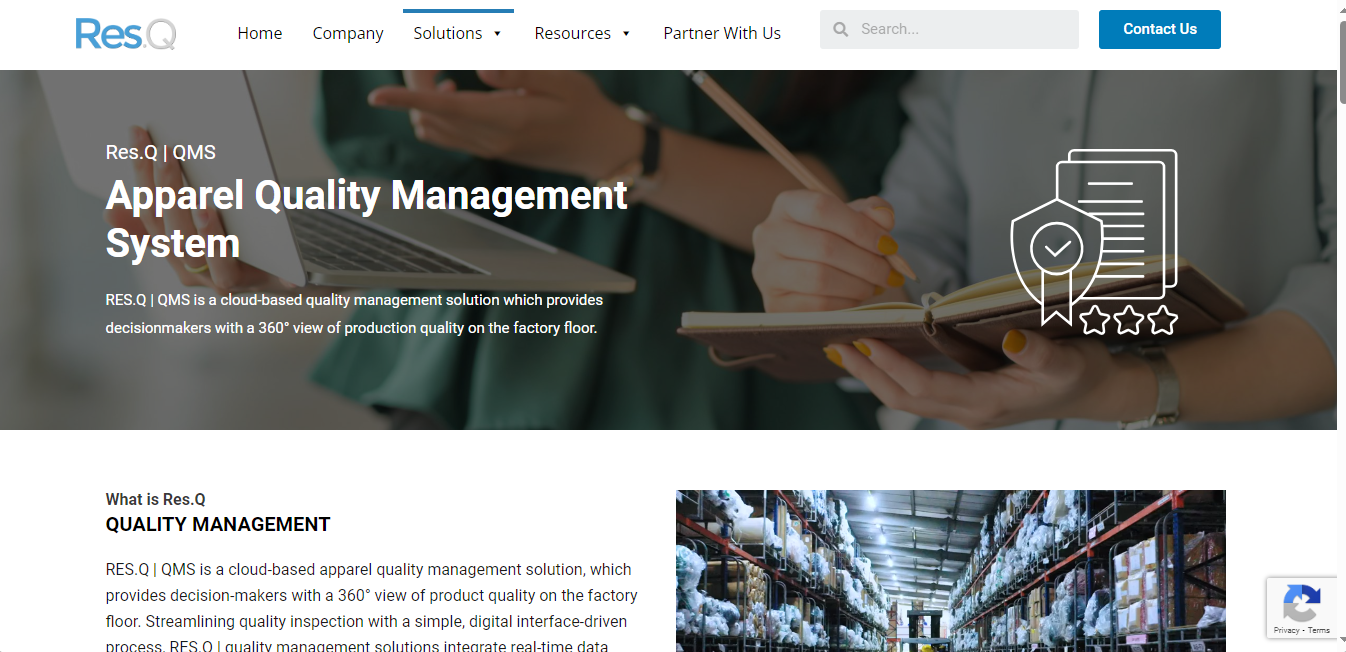 Res.Q
Home
Company
Solutions
Resources
Partner With Us
Search...
Contact Us
Res.Q | QMS
Apparel Quality Management
System
RES.Q | QMS is a cloud-based quality management solution which provides
decisionmakers with a 360° view of production quality on the factory floor.
What is Res.Q
QUALITY MANAGEMENT
RES.Q | QMS is a cloud-based apparel quality management solution, which
provides decision-makers with a 360° view of product quality on the factory
floor. Streamlining quality inspection with a simple, digital interface-driven
process, RES.Q | quality management solutions integrate real-time data
Privacy - Terms